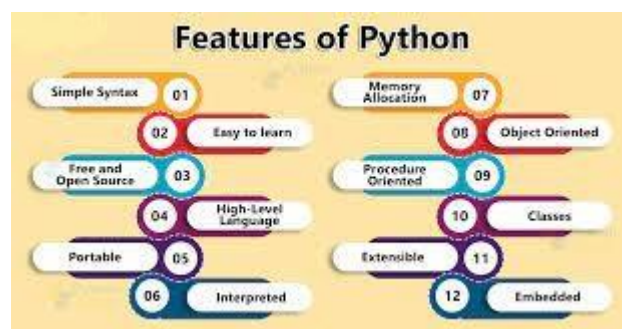 Features of Python
Simple Syntax
01
02
Easy to learn
Free and
Open Source
03
04
High-Level
Language
Portable
05
06
Interpreted
Memory
Allocation
07
08
Object Oriented
Procedure
Oriented
09
10
Classes
Extensible
11
12
Embedded